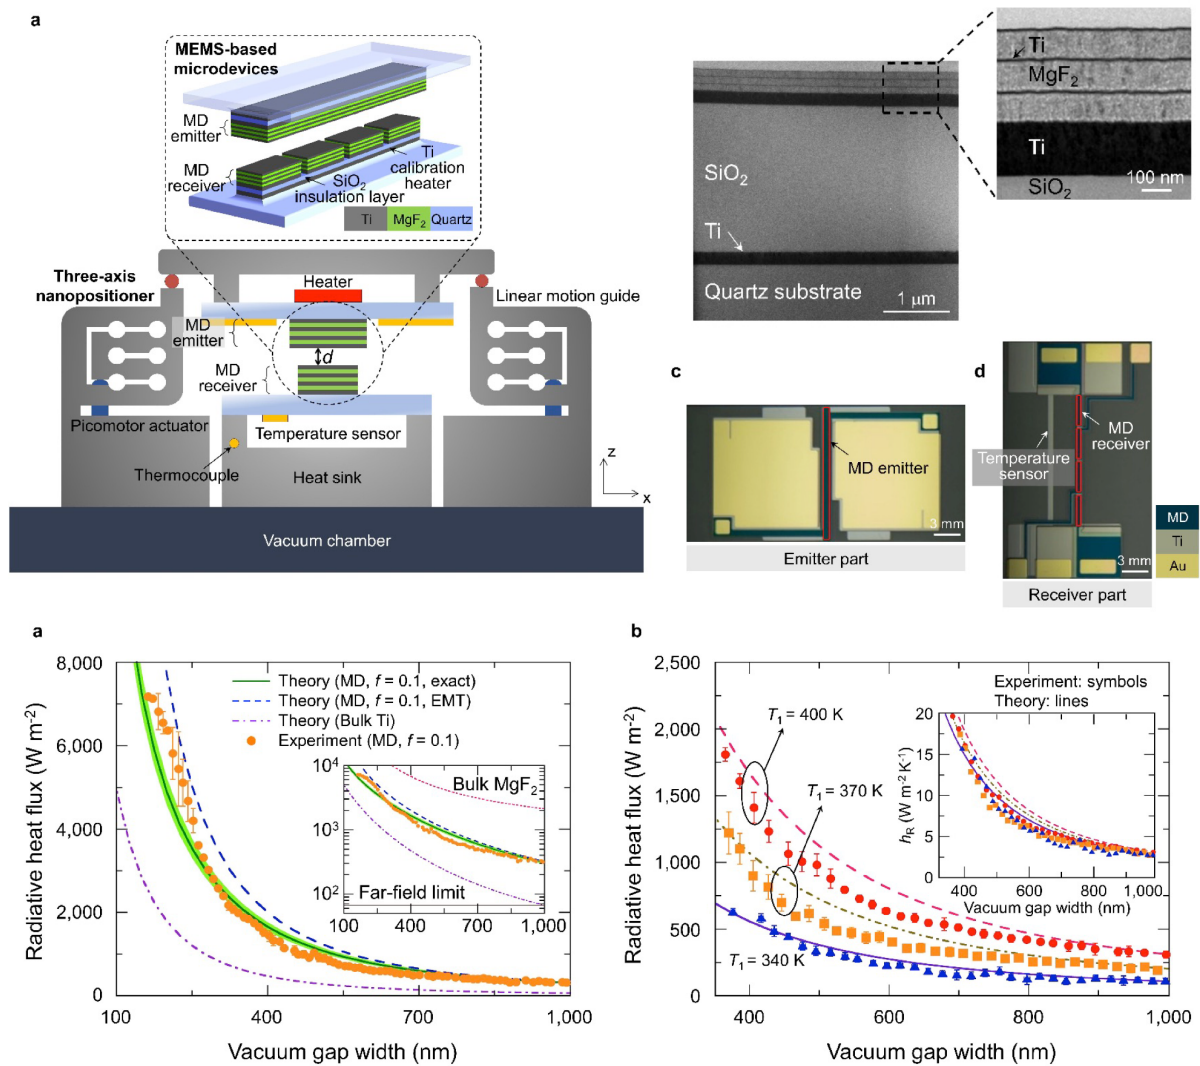 a
MEMS-based
microdevices
MD
emitter
MD
receiver
Ti
calibration
heater
SiO2
insulation layer
Ti
MgF2
Quartz
Three-axis
nanopositioner
Heater
Linear motion guide
MD
emitter
d
MD
receiver
Picomotor actuator
Temperature sensor
Thermocouple
Heat sink
z
x
Vacuum chamber
SiO2
Ti
Quartz substrate
1 μm
Ti
MgF2
Ti
SiO2
100 nm
c
MD emitter
3 mm
Emitter part
d
MD
receiver
Temperature
sensor
3 mm
Receiver part
MD
Ti
Au
a
Radiative heat flux (W m-2)
8,000
6,000
4,000
2,000
0
100
400
700
1,000
Vacuum gap width (nm)
Theory (MD, f = 0.1, exact)
Theory (MD, f = 0.1, EMT)
Theory (Bulk Ti)
Experiment (MD, f = 0.1)
10^4
10^3
10^2
Bulk MgF2
Far-field limit
100
400
700
1,000
b
Radiative heat flux (W m-2)
2,500
2,000
1,500
1,000
500
0
400
600
800
1,000
Vacuum gap width (nm)
T1 = 400 K
T1 = 370 K
T1 = 340 K
Experiment: symbols
Theory: lines
hR (W m-2 K-1)
20
15
10
5
0
400
600
800
1,000
Vacuum gap width (nm)